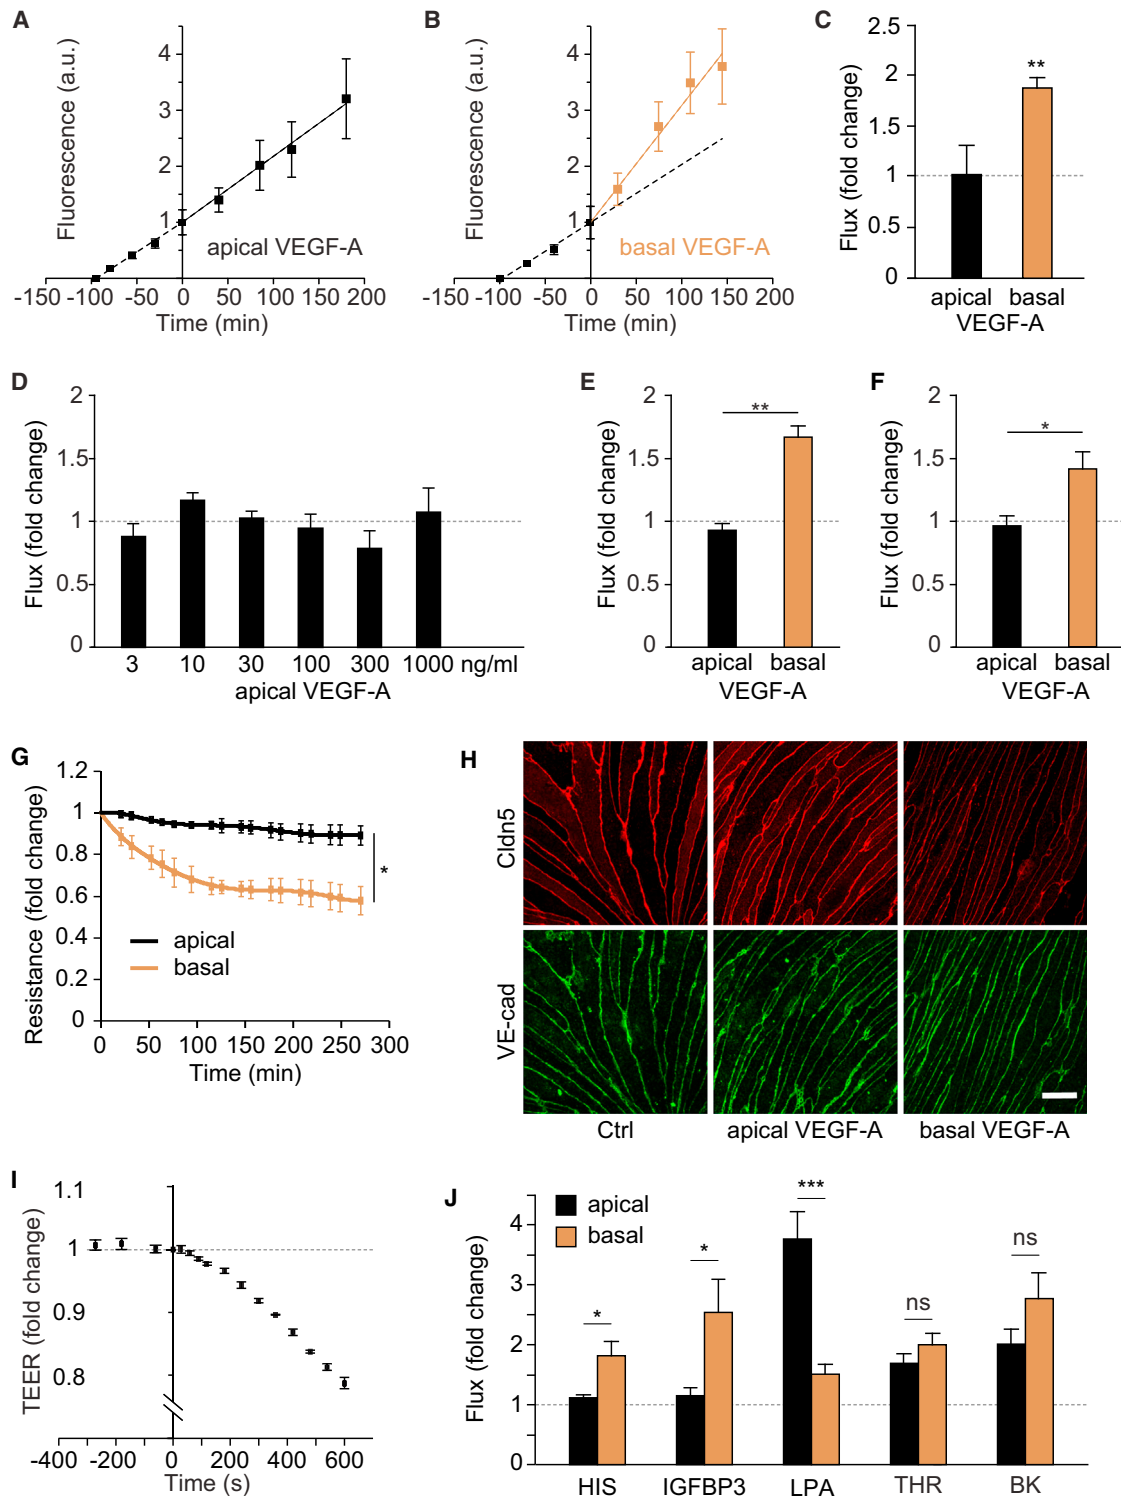 A
Fluorescence (a.u.)
4
3
2
1
apical VEGF-A
-150 -100 -50 0 50 100 150 200
Time (min)
B
4
3
2
1
basal VEGF-A
-150 -100 -50 0 50 100 150 200
Time (min)
C
Flux (fold change)
2.5
2
1.5
1
0.5
0
**
apical basal
VEGF-A
D
Flux (fold change)
2
1.5
1
0.5
0
3 10 30 100 300 1000 ng/ml
apical VEGF-A
E
Flux (fold change)
2
1.5
1
0.5
0
**
apical basal
VEGF-A
F
Flux (fold change)
2
1.5
1
0.5
0
*
apical basal
VEGF-A
G
Resistance (fold change)
1.2
1
0.8
0.6
0.4
0.2
0
*
apical
basal
0 50 100 150 200 250 300
Time (min)
H
Cldn5
VE-cad
Ctrl apical VEGF-A basal VEGF-A
I
TEER (fold change)
1.1
1
0.9
0.8
-400 -200 0 200 400 600
Time (s)
J
Flux (fold change)
4
3
2
1
0
apical
basal
* * *** ns ns
HIS IGFBP3 LPA THR BK